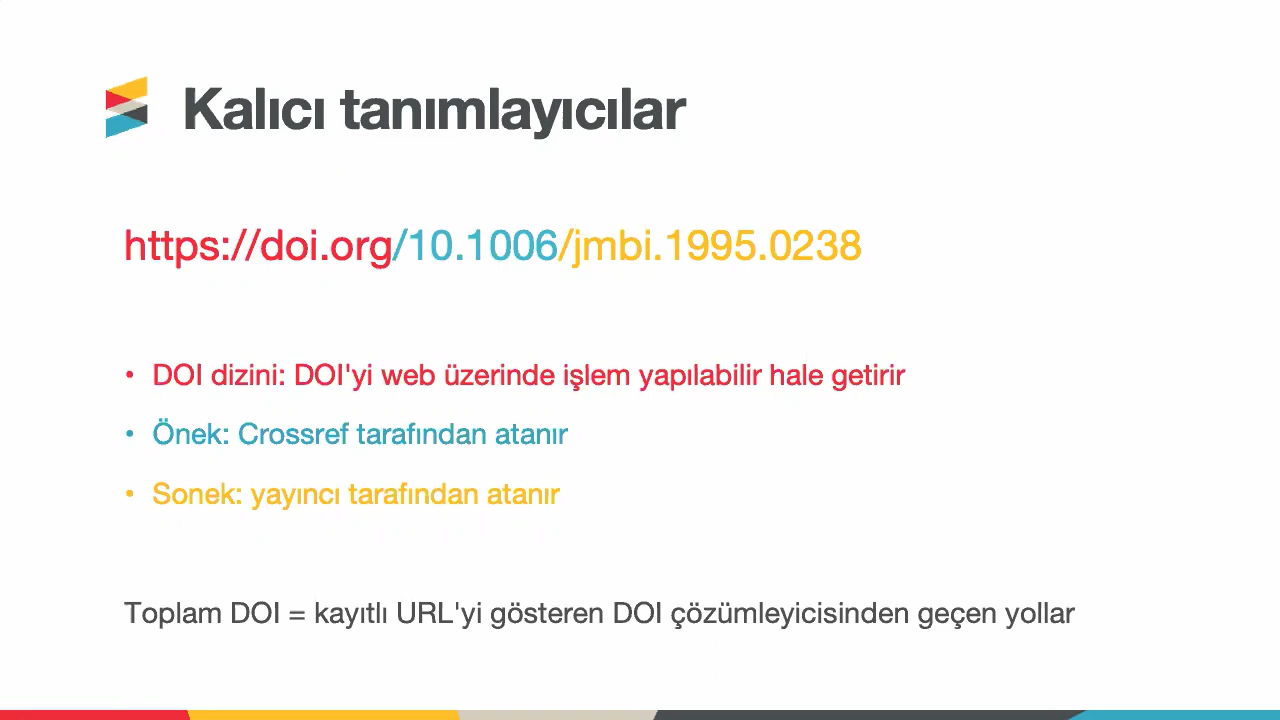 Kalıcı tanımlayıcılar
https://doi.org/10.1006/jmbi.1995.0238
• DOI dizini: DOI'yi web üzerinde işlem yapılabilir hale getirir
• Önek: Crossref tarafından atanır
• Sonek: yayıncı tarafından atanır
Toplam DOI = kayıtlı URL'yi gösteren DOI çözümleyicisinden geçen yollar